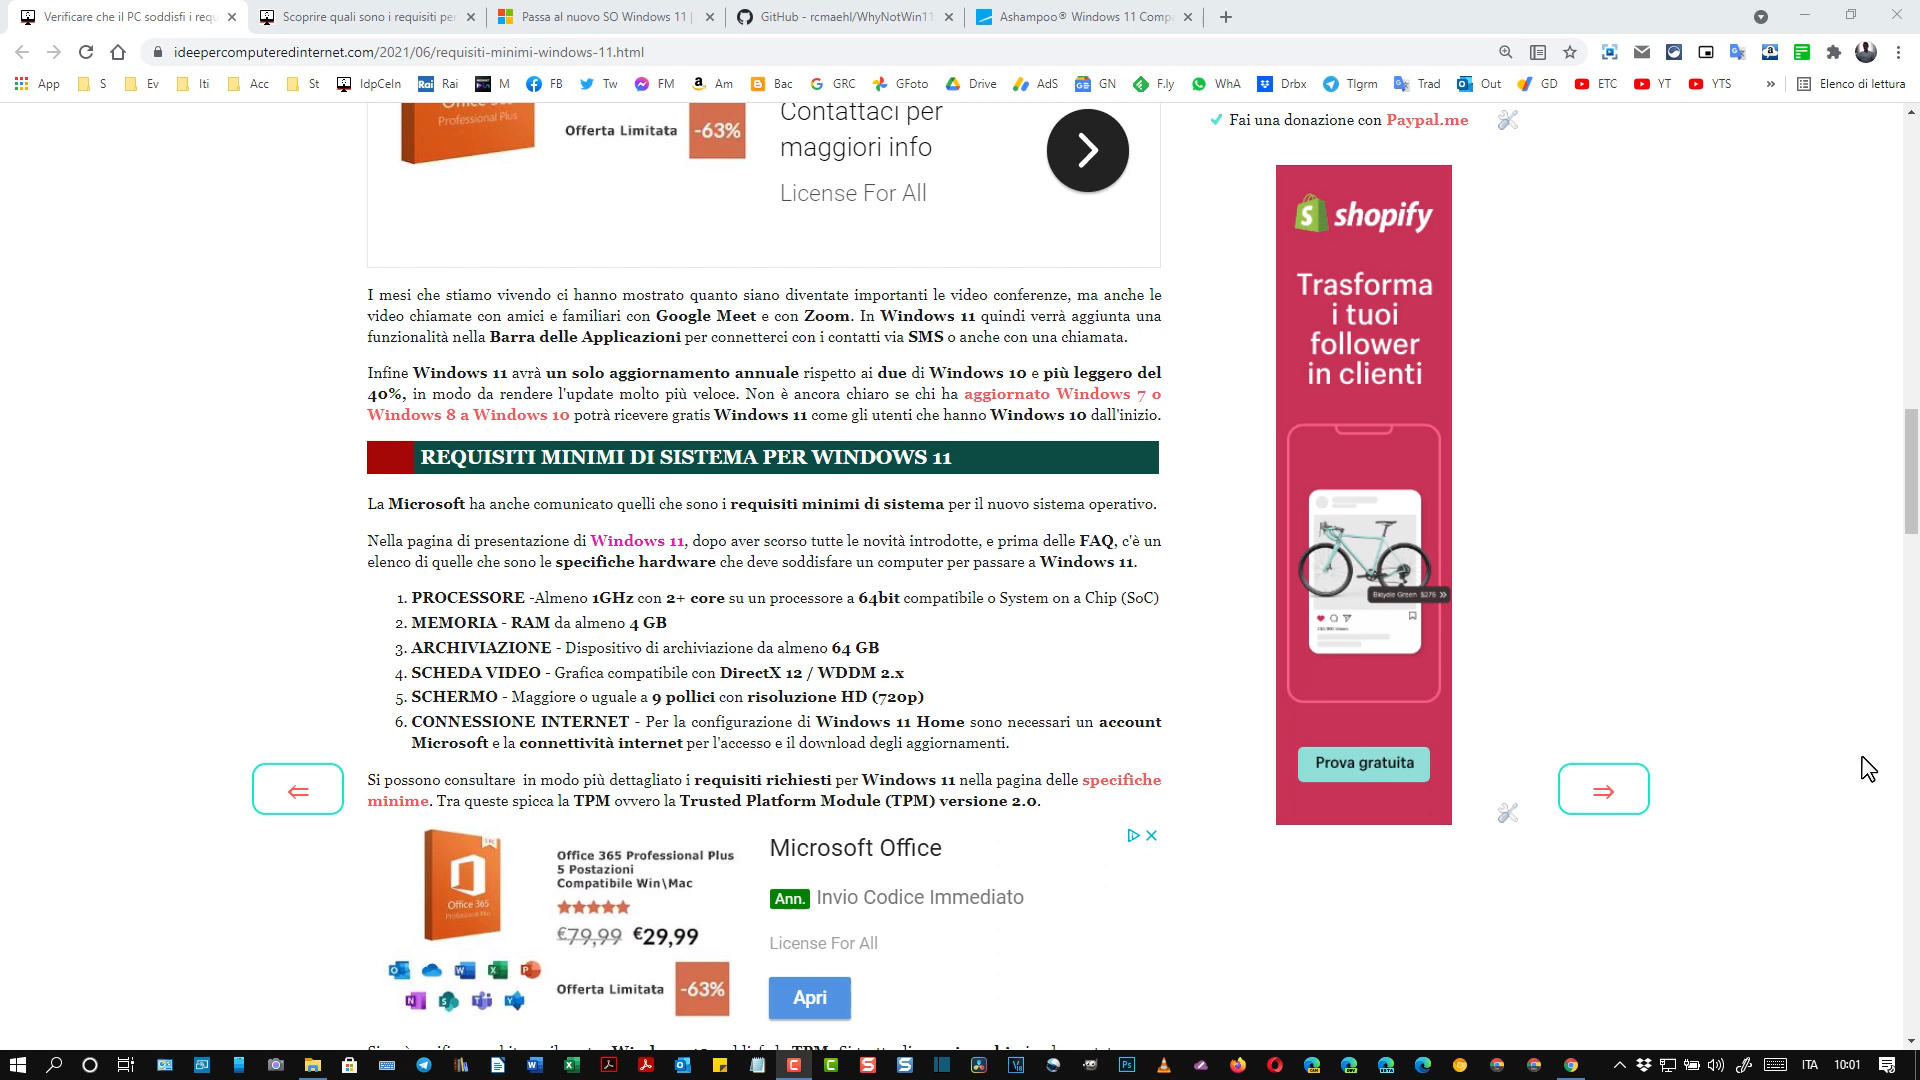 Verificare che il PC soddisfi i requ
Scoprire quali sono i requisiti per
Passa al nuovo SO Windows 11 |
GitHub - rcmaehl/WhyNotWin11
Ashampoo® Windows 11 Comp
ideepercomputeredinternet.com/2021/06/requisiti-minimi-windows-11.html
App S Ev Iti Acc St IdpCeIn Rai M FB Tw FM Am Bac GRC GFoto Drive AdS GN F.ly WhA Drbx Tlgrm Trad Out GD ETC YT YTS » Elenco di lettura
Professional Plus
Offerta Limitata
-63%
Contattaci per
maggiori info
License For All
Fai una donazione con Paypal.me
shopify
Trasforma
i tuoi
follower
in clienti
Bicycle Green $275
Prova gratuita
I mesi che stiamo vivendo ci hanno mostrato quanto siano diventate importanti le video conferenze, ma anche le
video chiamate con amici e familiari con Google Meet e con Zoom. In Windows 11 quindi verrà aggiunta una
funzionalità nella Barra delle Applicazioni per connetterci con i contatti via SMS o anche con una chiamata.
Infine Windows 11 avrà un solo aggiornamento annuale rispetto ai due di Windows 10 e più leggero del
40%, in modo da rendere l'update molto più veloce. Non è ancora chiaro se chi ha aggiornato Windows 7 o
Windows 8 a Windows 10 potrà ricevere gratis Windows 11 come gli utenti che hanno Windows 10 dall'inizio.
REQUISITI MINIMI DI SISTEMA PER WINDOWS 11
La Microsoft ha anche comunicato quelli che sono i requisiti minimi di sistema per il nuovo sistema operativo.
Nella pagina di presentazione di Windows 11, dopo aver scorso tutte le novità introdotte, e prima delle FAQ, c'è un
elenco di quelle che sono le specifiche hardware che deve soddisfare un computer per passare a Windows 11.
1. PROCESSORE -Almeno 1GHz con 2+ core su un processore a 64bit compatibile o System on a Chip (SoC)
2. MEMORIA - RAM da almeno 4 GB
3. ARCHIVIAZIONE - Dispositivo di archiviazione da almeno 64 GB
4. SCHEDA VIDEO - Grafica compatibile con DirectX 12 / WDDM 2.x
5. SCHERMO - Maggiore o uguale a 9 pollici con risoluzione HD (720p)
6. CONNESSIONE INTERNET - Per la configurazione di Windows 11 Home sono necessari un account
Microsoft e la connettività internet per l'accesso e il download degli aggiornamenti.
Si possono consultare in modo più dettagliato i requisiti richiesti per Windows 11 nella pagina delle specifiche
minime. Tra queste spicca la TPM ovvero la Trusted Platform Module (TPM) versione 2.0.
⇐
⇒
Office 365
Office 365 Professional Plus
5 Postazioni
Compatibile Win\Mac
€79,99 €29,99
Offerta Limitata
-63%
Microsoft Office
Ann. Invio Codice Immediato
License For All
Apri
ITA 10:01